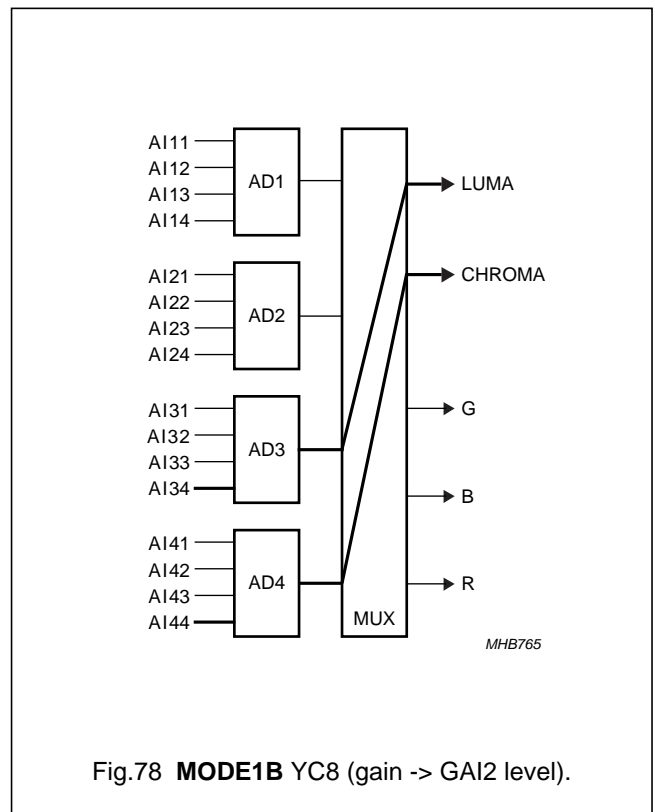 AI11
AI12
AI13
AI14
AD1
AI21
AI22
AI23
AI24
AD2
AI31
AI32
AI33
AI34
AD3
AI41
AI42
AI43
AI44
AD4
MUX
LUMA
CHROMA
G
B
R
MHB765
Fig.78 MODE1B YC8 (gain -> GAI2 level).